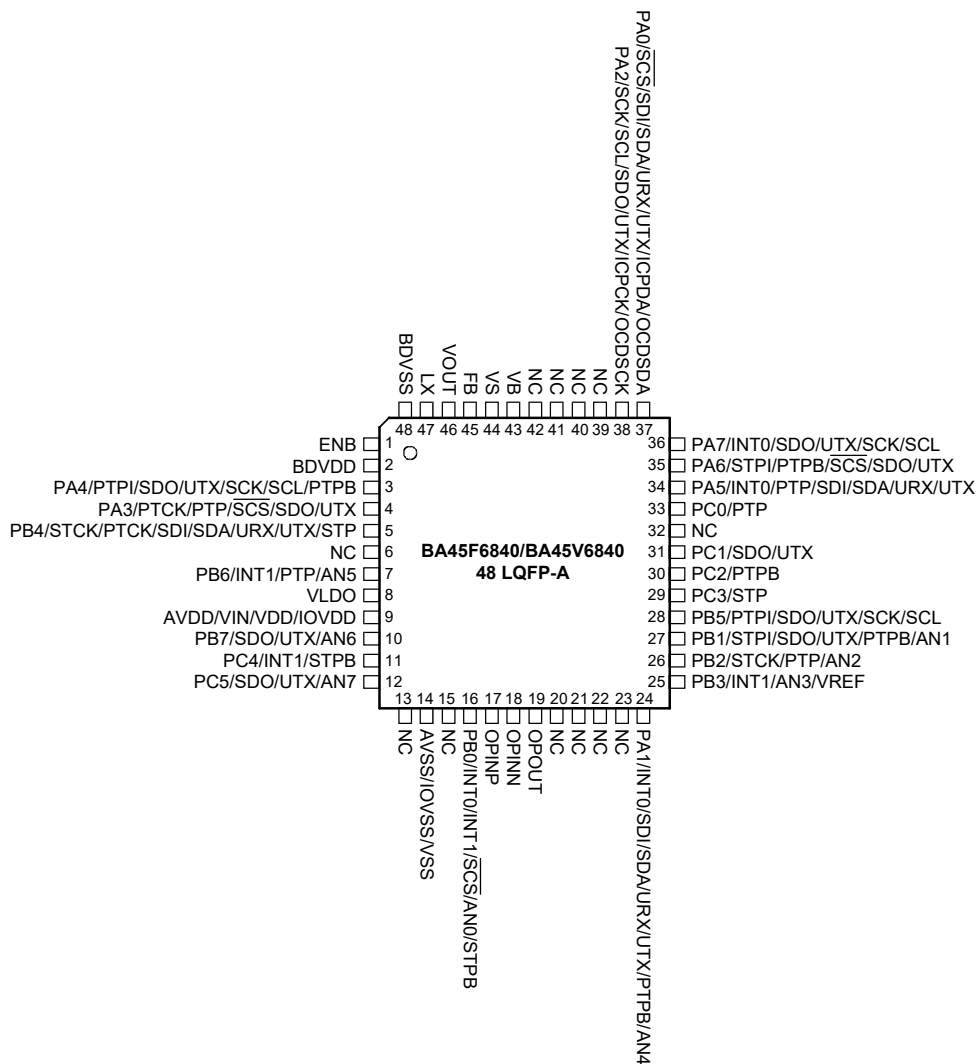 PA0/SCS/SDI/SDA/URX/UTX/ICPDA/OCDSDA
PA2/SCK/SCL/SDO/UTX/ICPCK/OCDSCK
BDVSS
LX
VOUT
FB
VS
VB
NC
NC
NC
NC
48 47 46 45 44 43 42 41 40 39 38 37
ENB 1
BDVDD 2
PA4/PTPI/SDO/UTX/SCK/SCL/PTPB 3
PA3/PTCK/PTP/SCS/SDO/UTX 4
PB4/STCK/PTCK/SDI/SDA/URX/UTX/STP 5
NC 6
PB6/INT1/PTP/AN5 7
VLDO 8
AVDD/VIN/VDD/IOVDD 9
PB7/SDO/UTX/AN6 10
PC4/INT1/STPB 11
PC5/SDO/UTX/AN7 12
BA45F6840/BA45V6840
48 LQFP-A
36 PA7/INT0/SDO/UTX/SCK/SCL
35 PA6/STPI/PTPB/SCS/SDO/UTX
34 PA5/INT0/PTP/SDI/SDA/URX/UTX
33 PC0/PTP
32 NC
31 PC1/SDO/UTX
30 PC2/PTPB
29 PC3/STP
28 PB5/PTPI/SDO/UTX/SCK/SCL
27 PB1/STPI/SDO/UTX/PTPB/AN1
26 PB2/STCK/PTP/AN2
25 PB3/INT1/AN3/VREF
13 14 15 16 17 18 19 20 21 22 23 24
NC
AVSS/IOVSS/VSS
NC
PB0/INT0/INT1/SCS/AN0/STPB
OPINP
OPINN
OPOUT
NC
NC
NC
NC
PA1/INT0/SDI/SDA/URX/UTX/PTPB/AN4